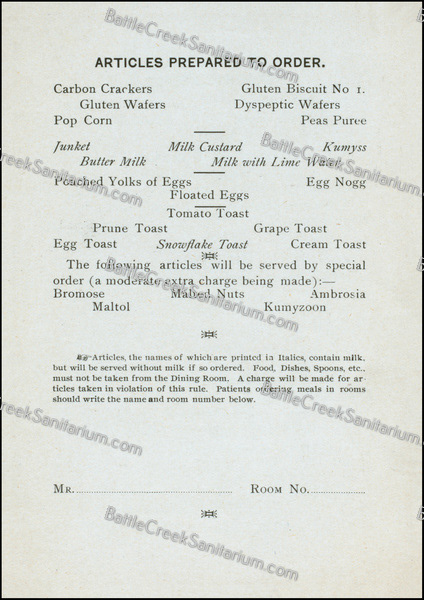 BattleCreekSanitarium.com
ARTICLES PREPARED TO ORDER.
Carbon Crackers Gluten Biscuit No 1.
Gluten Wafers Dyspeptic Wafers
Pop Corn Peas Puree
BattleCreekSanitarium.com
Junket Milk Custard Kumyss
Butter Milk Milk with Lime Water
Poached Yolks of Eggs Egg Nogg
Floated Eggs
Tomato Toast
Prune Toast Grape Toast
Egg Toast Snowflake Toast Cream Toast
The following articles will be served by special
order (a moderate extra charge being made):—
Bromose Malted Nuts Ambrosia
Maltol Kumyzoon
Articles, the names of which are printed in Italics, contain milk,
but will be served without milk if so ordered. Food, Dishes, Spoons, etc.,
must not be taken from the Dining Room. A charge will be made for ar-
ticles taken in violation of this rule. Patients ordering meals in rooms
should write the name and room number below.
BattleCreekSanitarium.com
Mr. Room No.
BattleCreekSanitarium.com